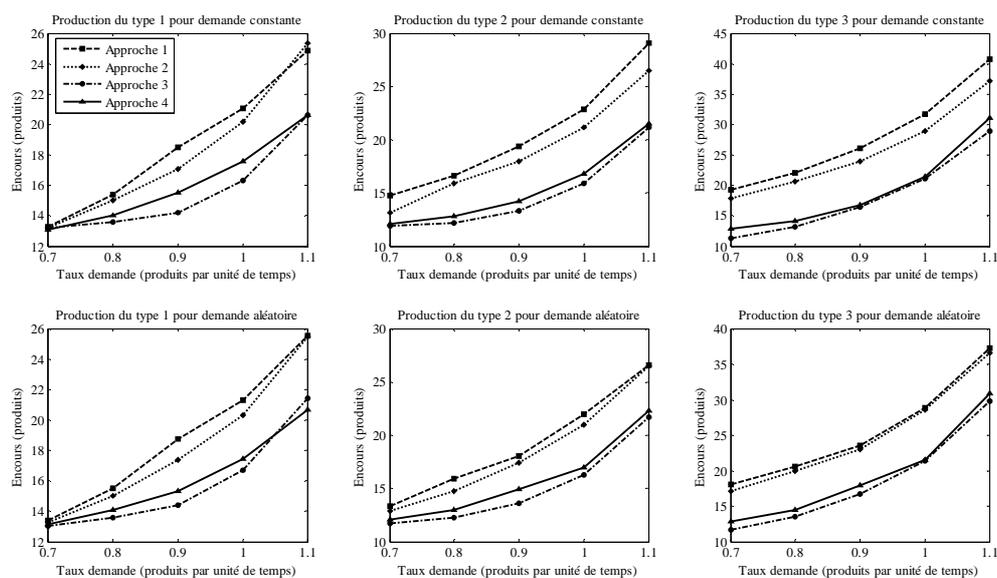 Production du type 1 pour demande constante
26
24
22
20
18
16
14
12
Encours (produits)
Approche 1
Approche 2
Approche 3
Approche 4
0.7 0.8 0.9 1 1.1
Taux demande (produits par unité de temps)
Production du type 2 pour demande constante
30
25
20
15
10
Encours (produits)
0.7 0.8 0.9 1 1.1
Taux demande (produits par unité de temps)
Production du type 3 pour demande constante
45
40
35
30
25
20
15
10
Encours (produits)
0.7 0.8 0.9 1 1.1
Taux demande (produits par unité de temps)
Production du type 1 pour demande aléatoire
26
24
22
20
18
16
14
12
Encours (produits)
0.7 0.8 0.9 1 1.1
Taux demande (produits par unité de temps)
Production du type 2 pour demande aléatoire
30
25
20
15
10
Encours (produits)
0.7 0.8 0.9 1 1.1
Taux demande (produits par unité de temps)
Production du type 3 pour demande aléatoire
40
35
30
25
20
15
10
Encours (produits)
0.7 0.8 0.9 1 1.1
Taux demande (produits par unité de temps)